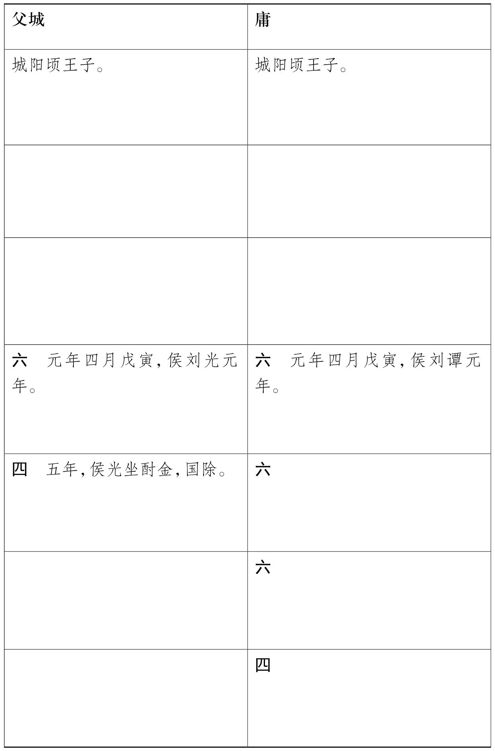 父城 庸
城阳顷王子。 城阳顷王子。
六 元年四月戊寅,侯刘光元 六 元年四月戊寅,侯刘谭元
年。 年。
四 五年,侯光坐酎金,国除。 六
六
四